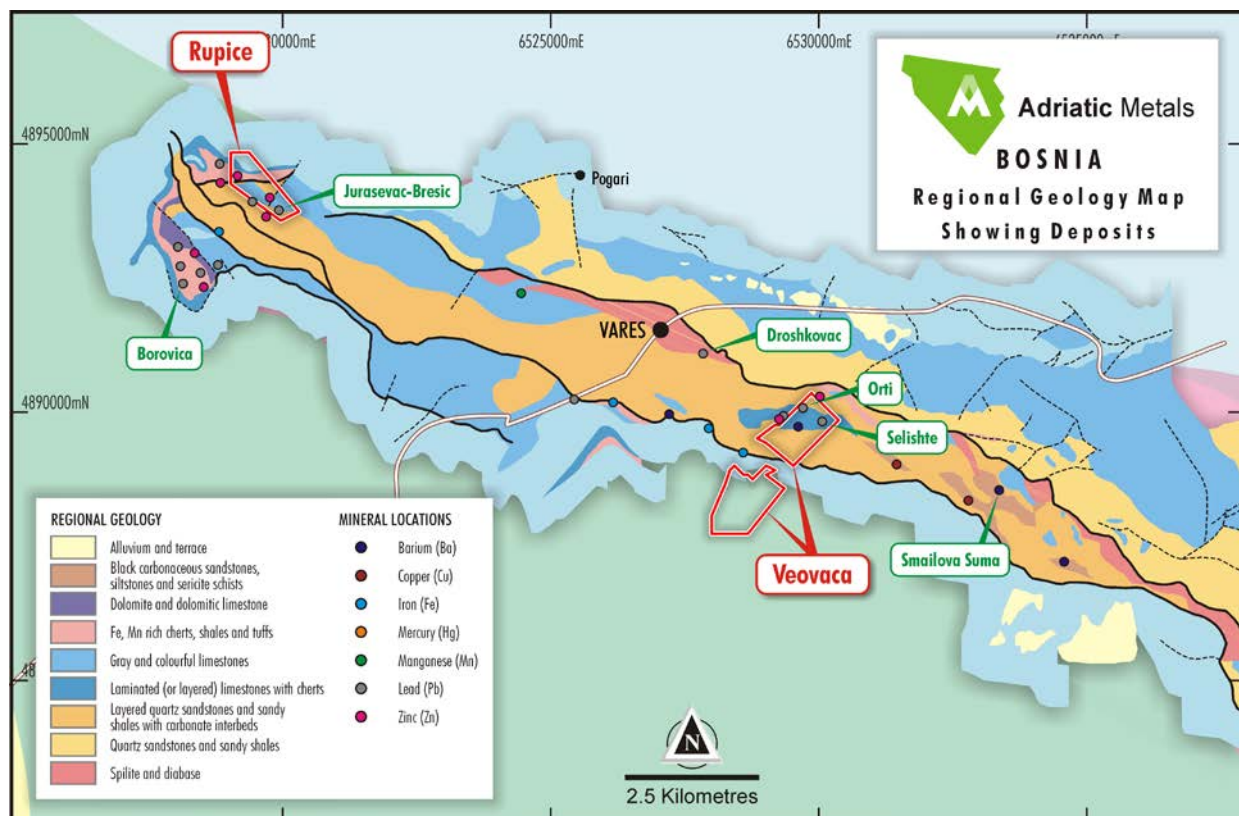 20000mE
6525000mE
6530000mE
6535000mE
Rupice
Adriatic Metals
BOSNIA
Regional Geology Map
Showing Deposits
4895000mN
Jurasevac-Bresic
Pogari
VARES
Droshkovac
Borovica
Orti
4890000mN
Selishte
Veovaca
Smailova Suma
48
REGIONAL GEOLOGY
Alluvium and terrace
Black carbonaceous sandstones,
siltstones and sericite schists
Dolomite and dolomitic limestone
Fe, Mn rich cherts, shales and tuffs
Gray and colourful limestones
Laminated (or layered) limestones with cherts
Layered quartz sandstones and sandy
shales with carbonate interbeds
Quartz sandstones and sandy shales
Spilite and diabase
MINERAL LOCATIONS
Barium (Ba)
Copper (Cu)
Iron (Fe)
Mercury (Hg)
Manganese (Mn)
Lead (Pb)
Zinc (Zn)
N
2.5 Kilometres